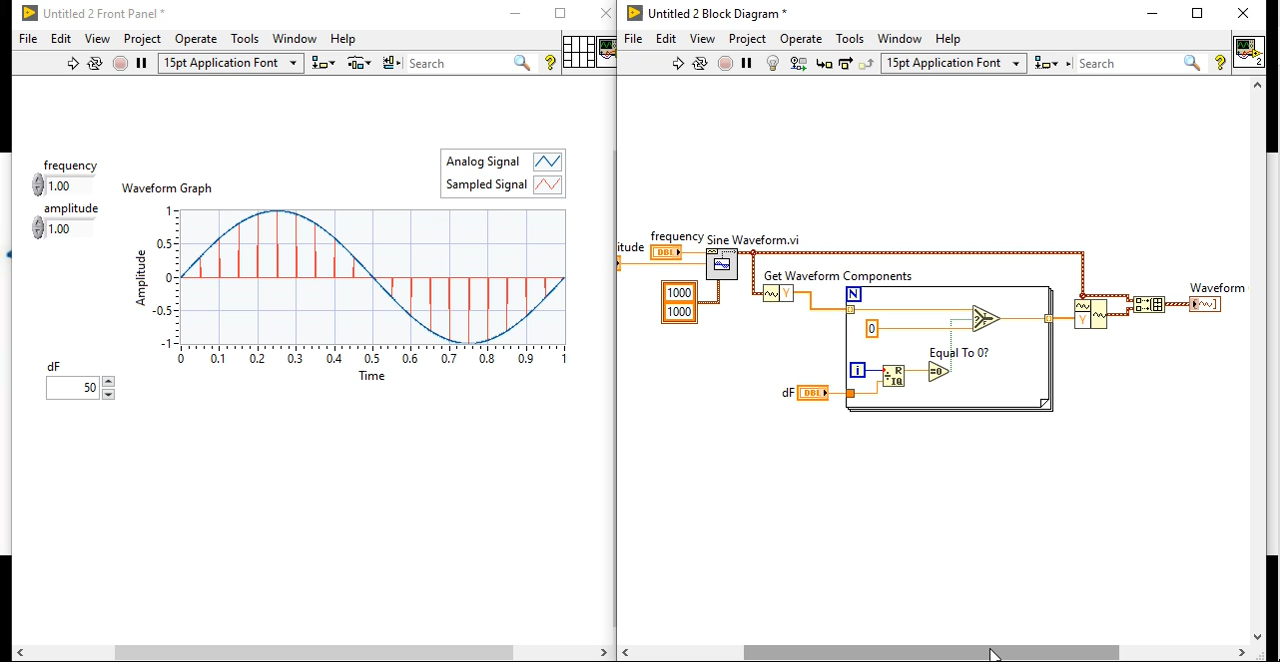 Untitled 2 Front Panel *
File Edit View Project Operate Tools Window Help
15pt Application Font
Search
?
frequency
1.00
amplitude
1.00
Waveform Graph
Analog Signal
Sampled Signal
Amplitude
1
0.5
0
-0.5
-1
0 0.1 0.2 0.3 0.4 0.5 0.6 0.7 0.8 0.9 1
Time
dF
50
Untitled 2 Block Diagram *
File Edit View Project Operate Tools Window Help
15pt Application Font
Search
?
2
itude
frequency
DBL
Sine Waveform.vi
1000
1000
Get Waveform Components
Y
N
0
?
i
R
IQ
Equal To 0?
=0
dF
DBL
Y
Waveform